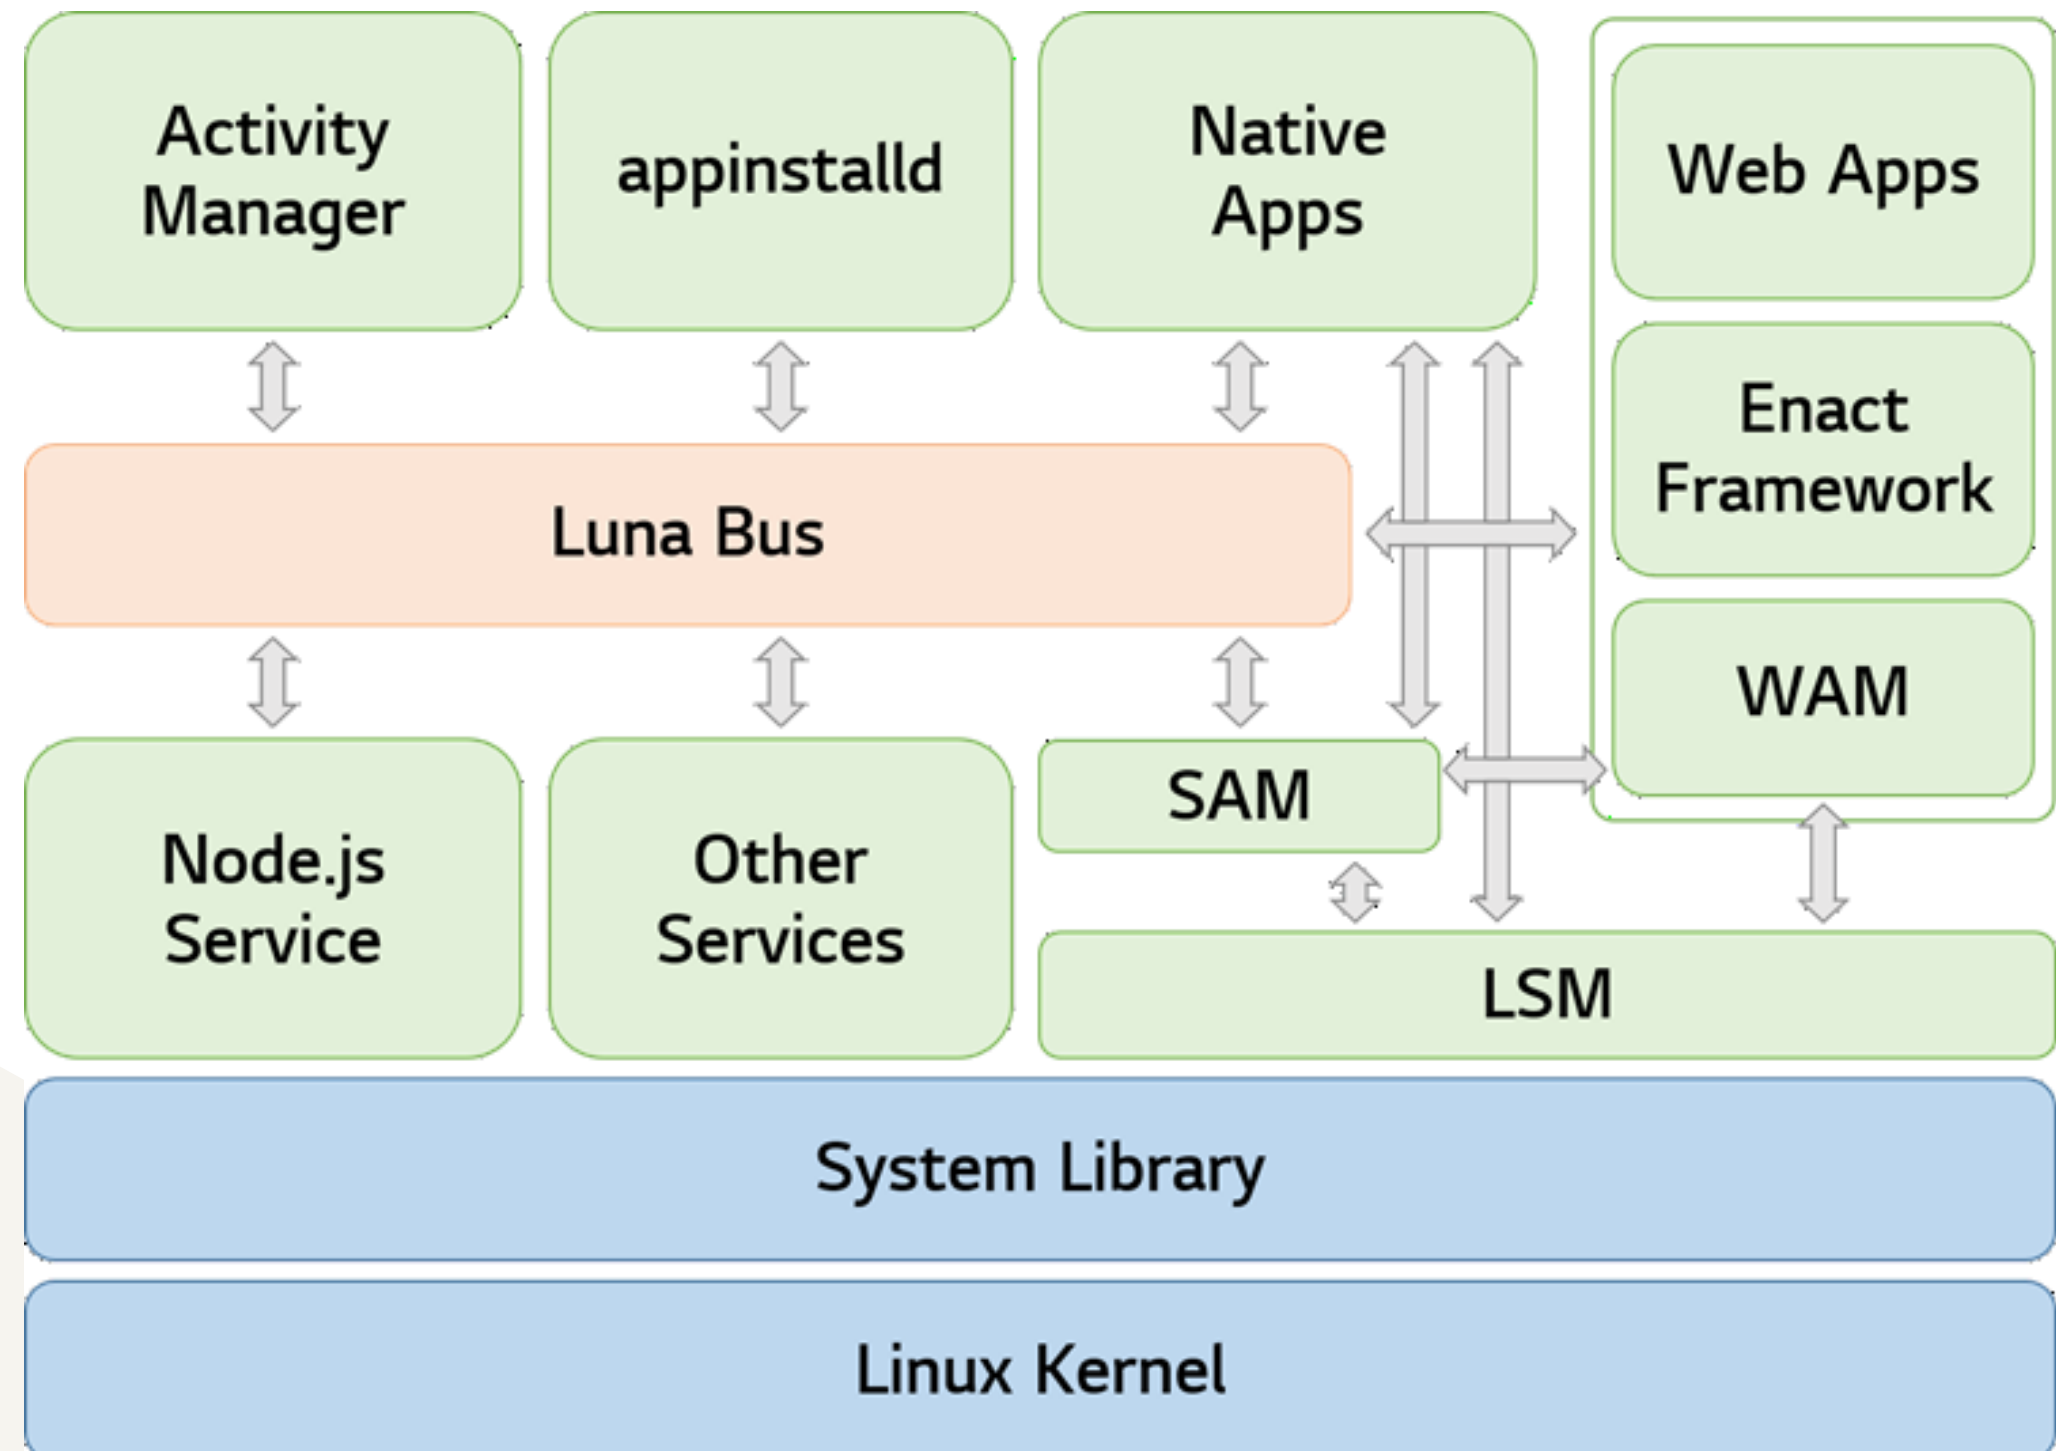 Activity
Manager
appinstalld
Native
Apps
Web Apps
Enact
Framework
Luna Bus
WAM
Node.js
Service
Other
Services
SAM
LSM
System Library
Linux Kernel